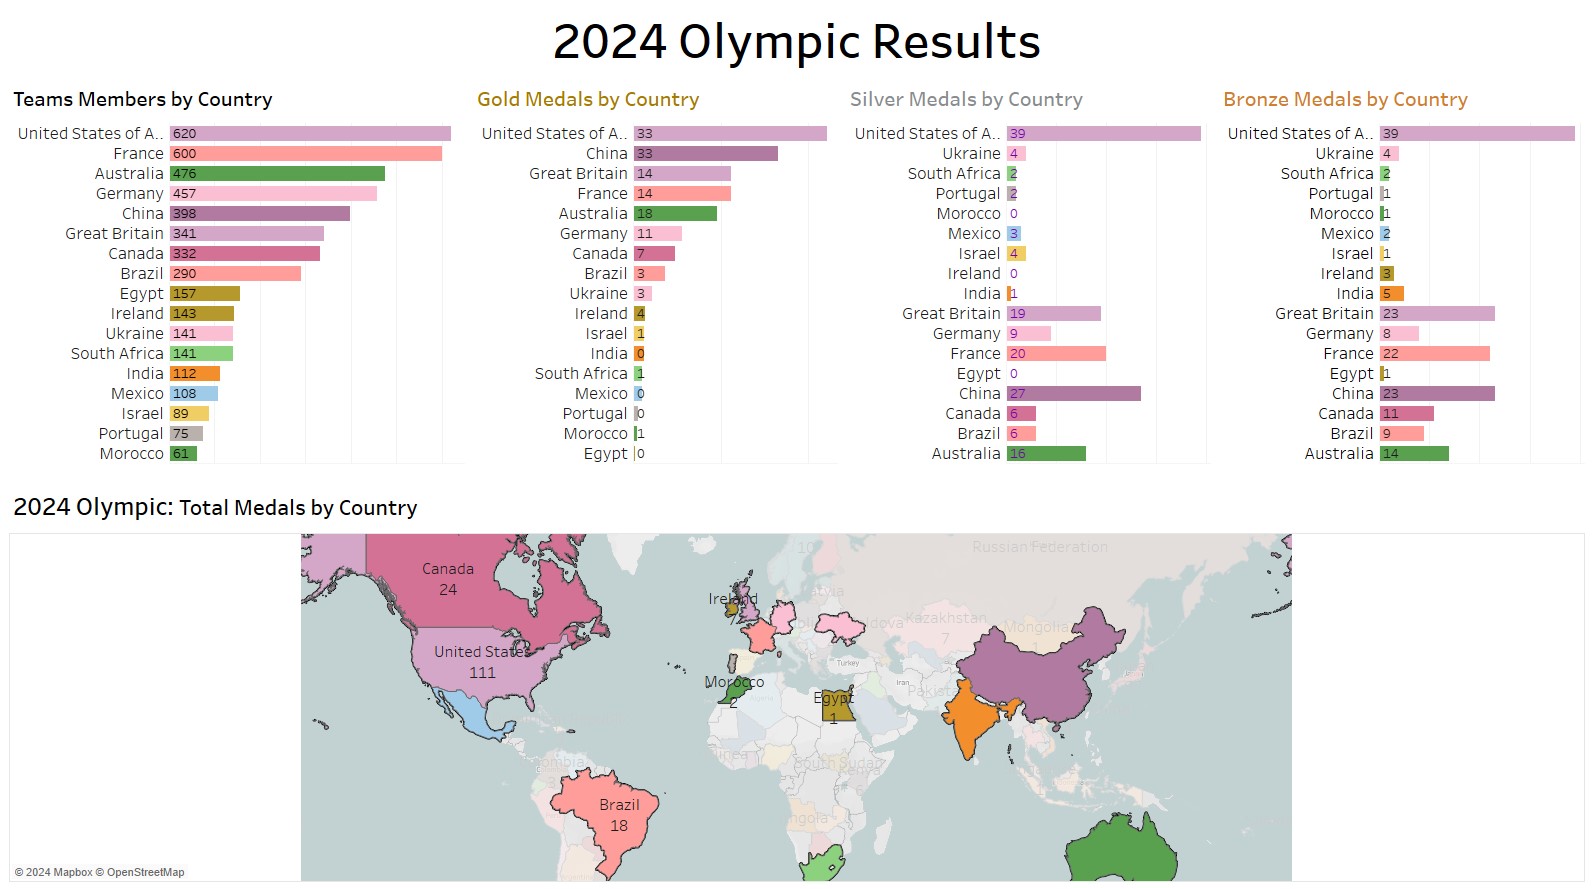 2024 Olympic Results
Teams Members by Country
United States of A.. 620
France 600
Australia 476
Germany 457
China 398
Great Britain 341
Canada 332
Brazil 290
Egypt 157
Ireland 143
Ukraine 141
South Africa 141
India 112
Mexico 108
Israel 89
Portugal 75
Morocco 61
Gold Medals by Country
United States of A.. 33
China 33
Great Britain 14
France 14
Australia 18
Germany 11
Canada 7
Brazil 3
Ukraine 3
Ireland 4
Israel 1
India 0
South Africa 1
Mexico 0
Portugal 0
Morocco 1
Egypt 0
Silver Medals by Country
United States of A.. 39
Ukraine 4
South Africa 2
Portugal 2
Morocco 0
Mexico 3
Israel 4
Ireland 0
India 1
Great Britain 19
Germany 9
France 20
Egypt 0
China 27
Canada 6
Brazil 6
Australia 16
Bronze Medals by Country
United States of A.. 39
Ukraine 4
South Africa 2
Portugal 1
Morocco 1
Mexico 2
Israel 1
Ireland 3
India 5
Great Britain 23
Germany 8
France 22
Egypt 1
China 23
Canada 11
Brazil 9
Australia 14
2024 Olympic: Total Medals by Country
10
Russian Federation
Canada
24
Ireland
7
Kazakhstan
7
Mongolia
United States
111
Turkey
Iran
Morocco
2
Egypt
1
South Sudan
Kenya
Brazil
18
© 2024 Mapbox © OpenStreetMap